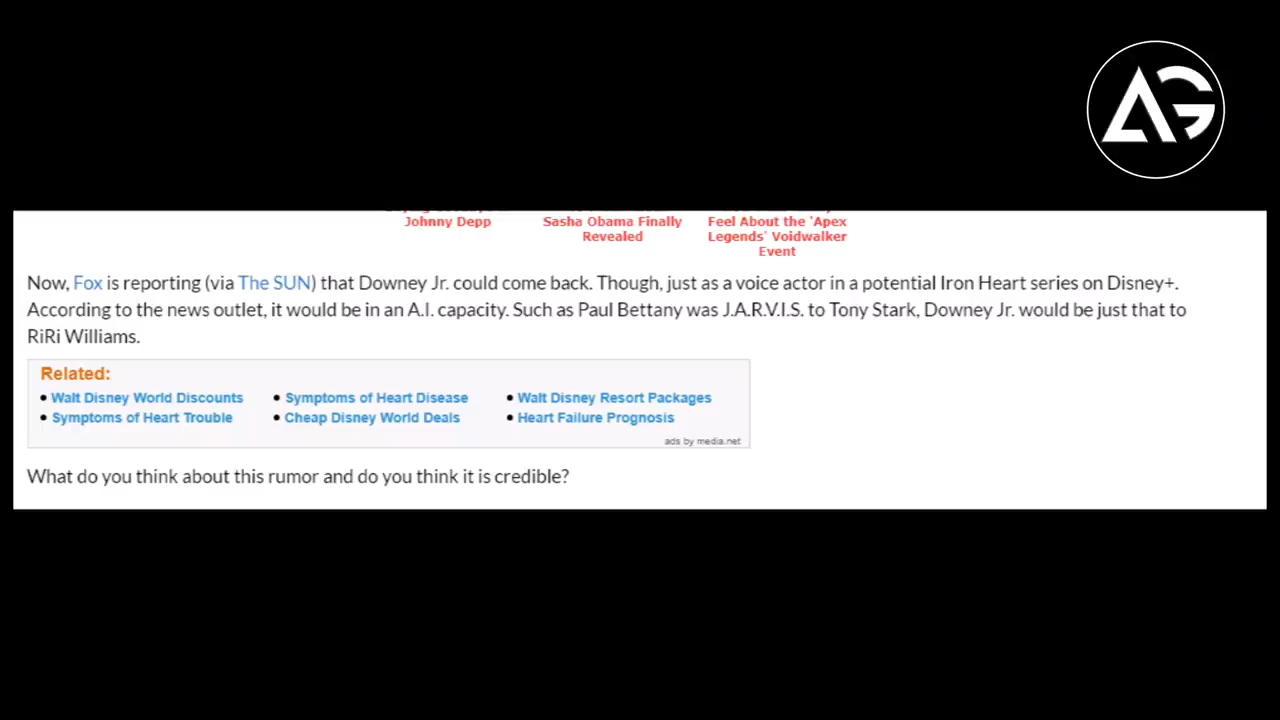 AG
Johnny Depp
Sasha Obama Finally
Revealed
Feel About the 'Apex
Legends' Voidwalker
Event
Now, Fox is reporting (via The SUN) that Downey Jr. could come back. Though, just as a voice actor in a potential Iron Heart series on Disney+.
According to the news outlet, it would be in an A.I. capacity. Such as Paul Bettany was J.A.R.V.I.S. to Tony Stark, Downey Jr. would be just that to
RiRi Williams.
Related:
• Walt Disney World Discounts
• Symptoms of Heart Disease
• Walt Disney Resort Packages
• Symptoms of Heart Trouble
• Cheap Disney World Deals
• Heart Failure Prognosis
ads by media.net
What do you think about this rumor and do you think it is credible?